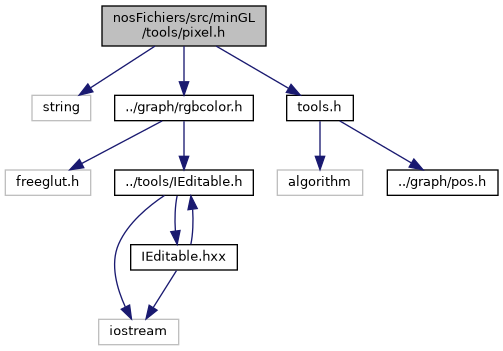 nosFichiers/src/minGL
/tools/pixel.h
string
../graph/rgbcolor.h
tools.h
freeglut.h
../tools/IEditable.h
algorithm
../graph/pos.h
IEditable.hxx
iostream